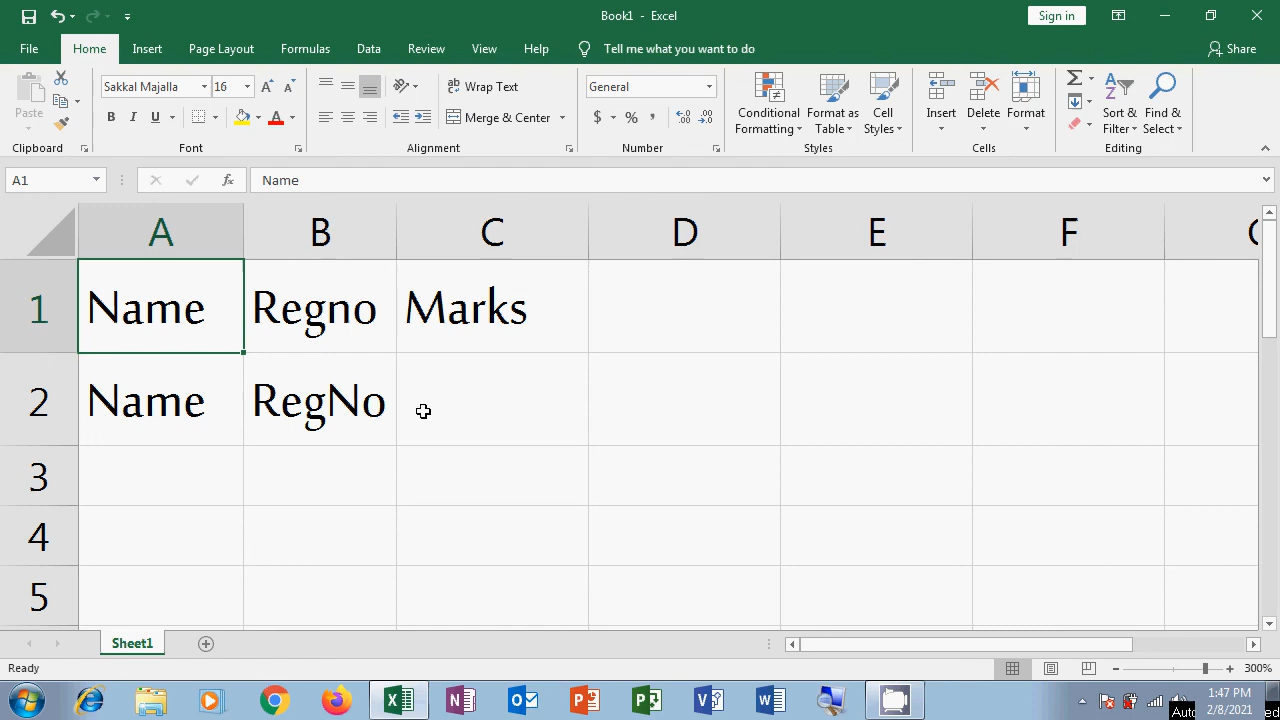 Book1 - Excel
Sign in
File Home Insert Page Layout Formulas Data Review View Help Tell me what you want to do Share
Paste
Clipboard
Sakkal Majalla 16
B I U A
Font
Wrap Text
Merge & Center
Alignment
General
$ % ,
Number
Conditional Formatting
Format as Table
Cell Styles
Styles
Insert Delete Format
Cells
Sort & Filter
Find & Select
Editing
A1 fx Name
A B C D E F
1 Name Regno Marks
2 Name RegNo
3
4
5
Sheet1
Ready 300%
1:47 PM
2/8/2021